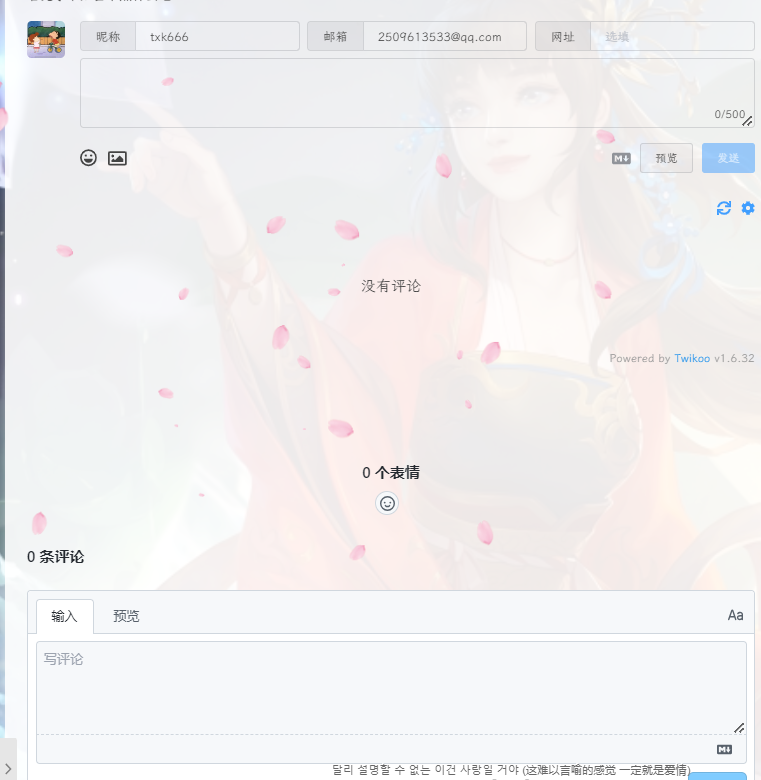 昵称 txk666 邮箱 2509613533@qq.com 网址 选填
0/500
M↓ 预览 发送
没有评论
Powered by Twikoo v1.6.32
0 个表情
0 条评论
输入 预览 Aa
写评论
M↓
달리 설명할 수 없는 이건 사랑일 거야 (这难以言喻的感觉 一定就是爱情)